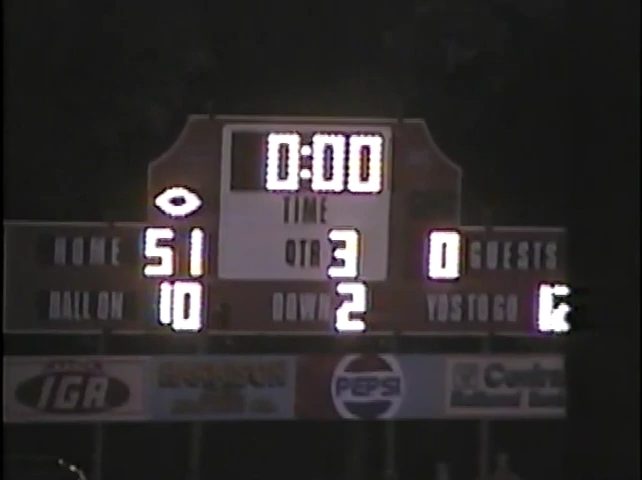 0:00
TIME
HOME 51 QTR 3 0 GUESTS
BALL ON 10 DOWN 2 YDS TO GO
IGA PEPSI